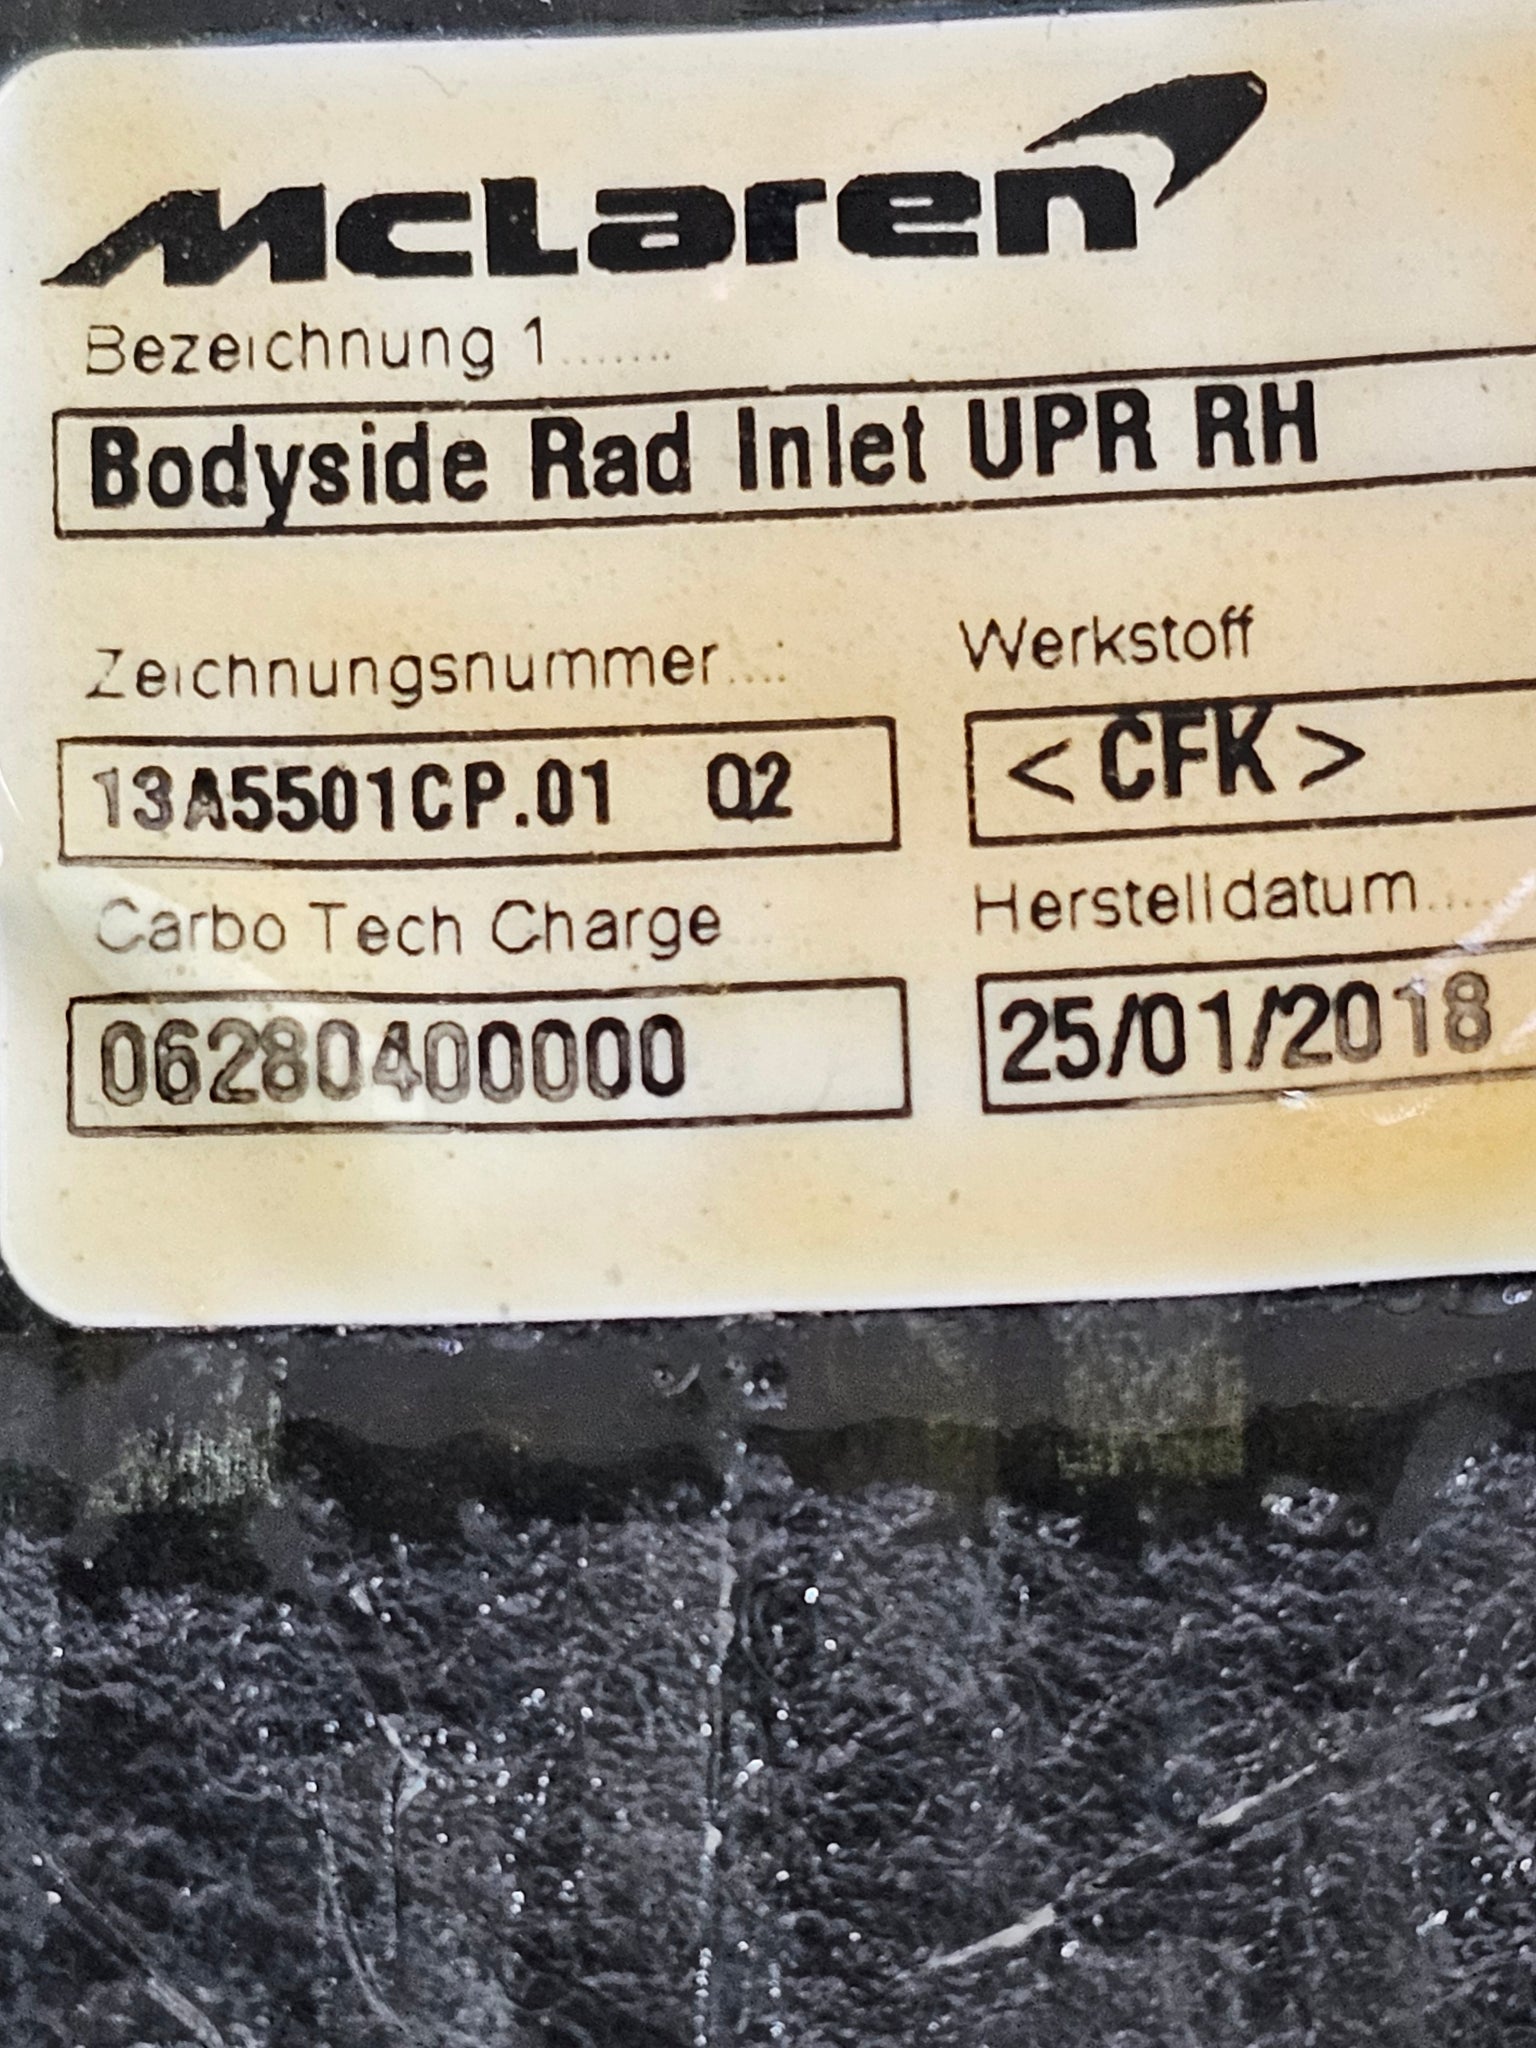 McLaren
Bezeichnung 1.......
Bodyside Rad Inlet UPR RH
Zeichnungsnummer....:
Werkstoff
13A5501CP.01 Q2
<CFK>
Carbo Tech Charge
Herstelldatum.....
06280400000
25/01/2018